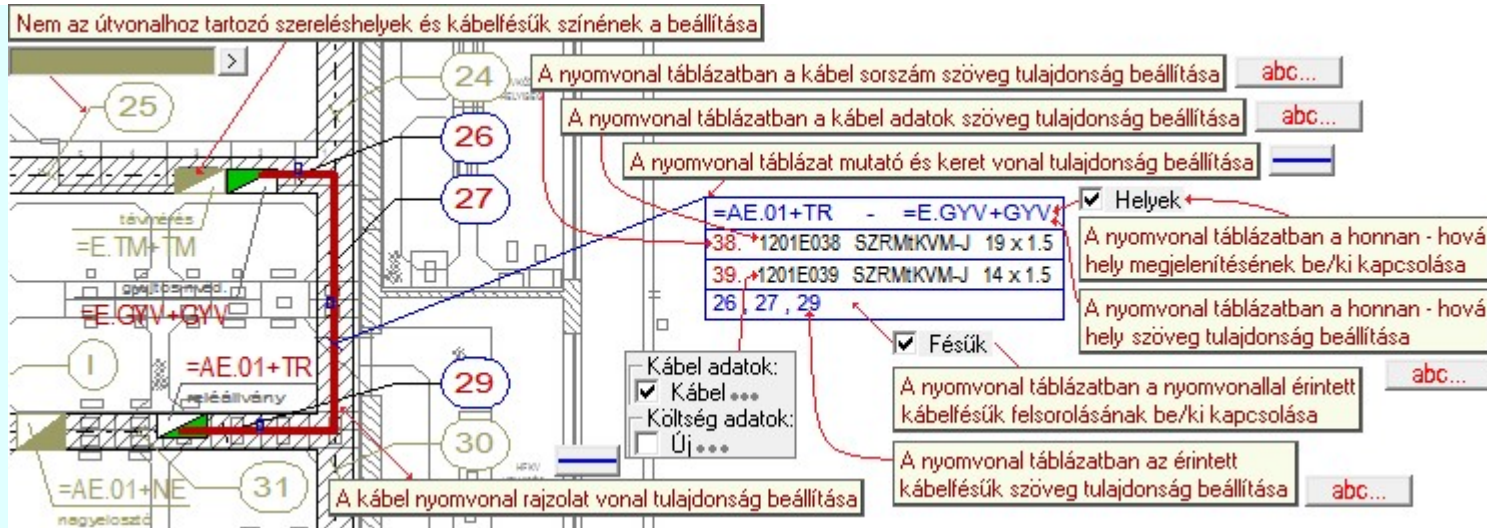 Nem az útvonalhoz tartozó szereléshelyek és kábelfésűk színének a beállítása
>
25
24
A nyomvonal táblázatban a kábel sorszám szöveg tulajdonság beállítása
abc...
A nyomvonal táblázatban a kábel adatok szöveg tulajdonság beállítása
abc...
26
A nyomvonal táblázat mutató és keret vonal tulajdonság beállítása
27
távmérés
=E.TM+TM
=AE.01+TR - =E.GYV+GYV
38. 1201E038 SZRMtKVM-J 19 x 1.5
39. 1201E039 SZRMtKVM-J 14 x 1.5
26 , 27 , 29
Helyek
A nyomvonal táblázatban a honnan - hová
hely megjelenítésének be/ki kapcsolása
A nyomvonal táblázatban a honnan - hová
hely szöveg tulajdonság beállítása
abc...
=E.GYV+GYV
I
=AE.01+TR
reléállvány
29
Kábel adatok:
Kábel
Költség adatok:
Új
Fésűk
A nyomvonal táblázatban a nyomvonallal érintett
kábelfésűk felsorolásának be/ki kapcsolása
A nyomvonal táblázatban az érintett
kábelfésűk szöveg tulajdonság beállítása
abc...
30
=AE.01+NE
nagyelosztó
31
A kábel nyomvonal rajzolat vonal tulajdonság beállítása